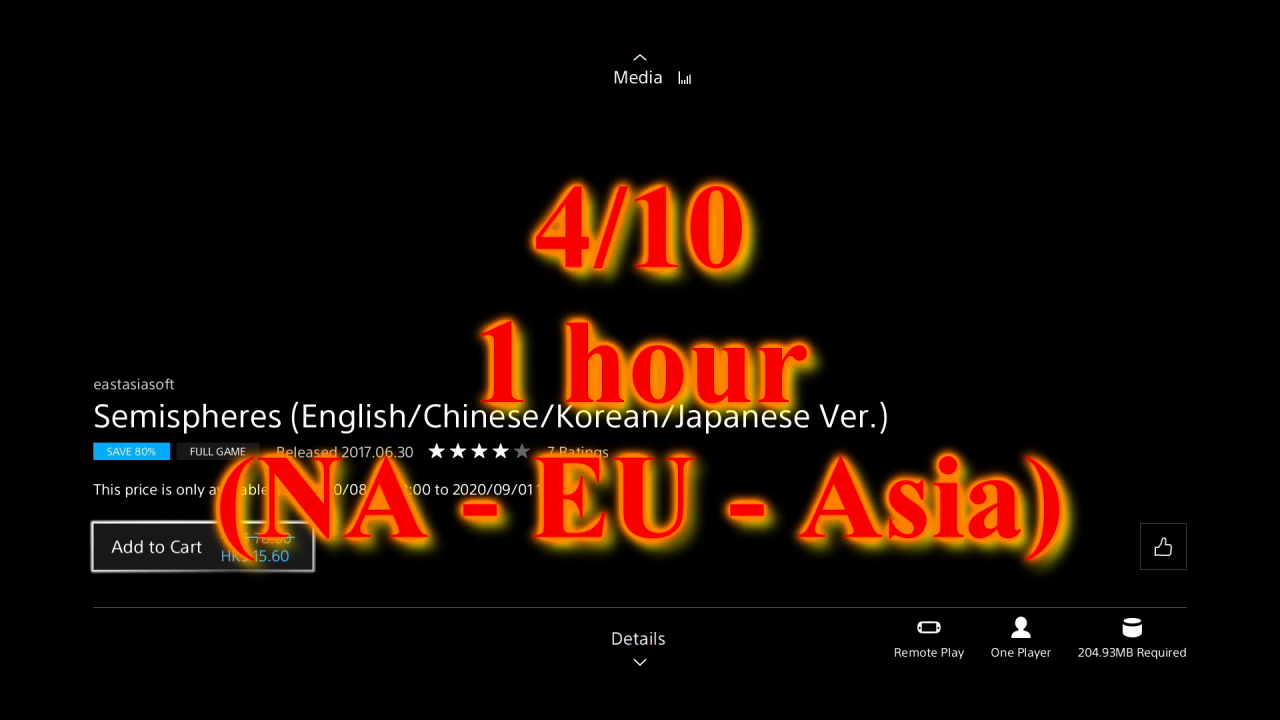 Media
4/10
1 hour
eastasiasoft
Semispheres (English/Chinese/Korean/Japanese Ver.)
SAVE 80% FULL GAME Released 2017.06.30 7 Ratings
(NA - EU - Asia)
This price is only to 2020/09/01
Add to Cart
HK$ 15.60
Details
Remote Play One Player 204.93MB Required